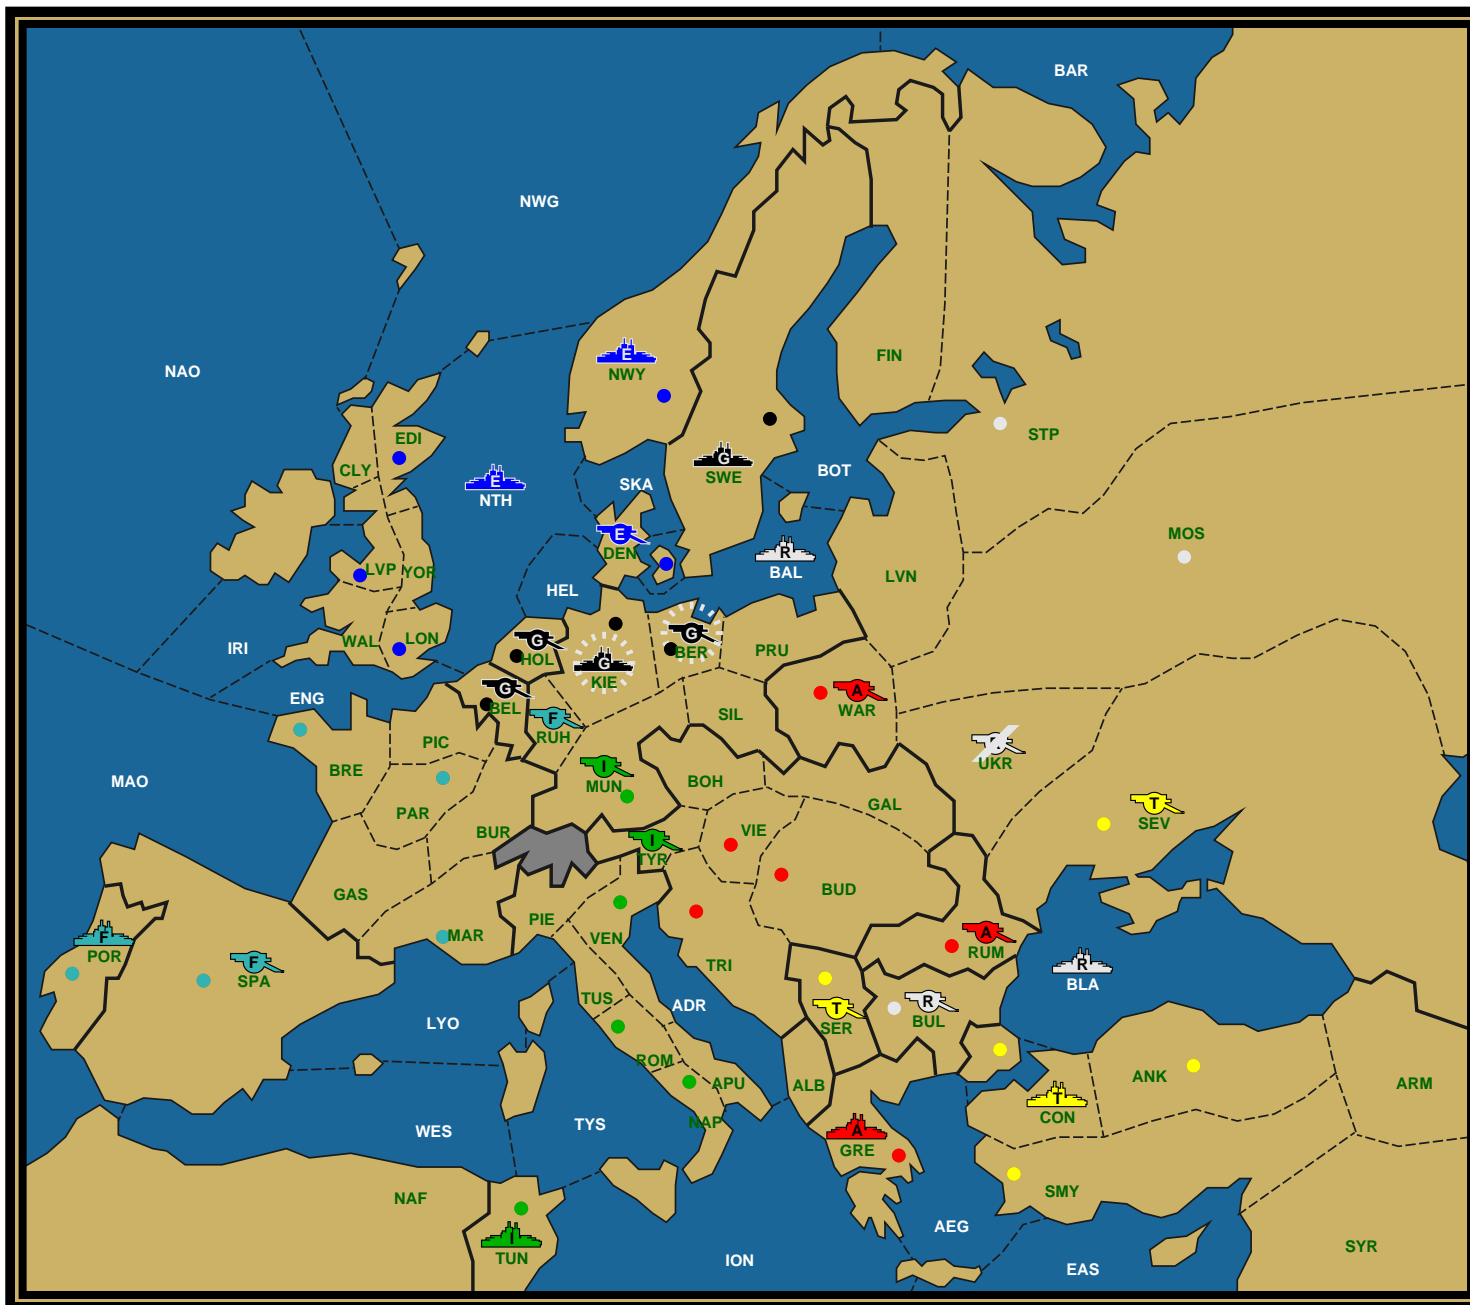 BAR
NWG
NAO
FIN
E
NWY
EDI
STP
CLY
E
NTH
SKA
G
SWE
BOT
MOS
E
DEN
R
BAL
LVP
YOR
HEL
LVN
IRI
WAL
LON
G
HOL
G
KIE
G
BER
PRU
ENG
G
BEL
F
RUH
SIL
A
WAR
PIC
UKR
BRE
MAO
I
MUN
BOH
GAL
PAR
T
SEV
BUR
I
TYR
VIE
BUD
GAS
PIE
VEN
MAR
F
POR
F
SPA
TRI
A
RUM
R
BLA
TUS
ADR
T
SER
R
BUL
LYO
ROM
APU
ALB
ANK
ARM
T
CON
NAP
WES
TYS
A
GRE
NAF
SMY
AEG
I
TUN
ION
EAS
SYR